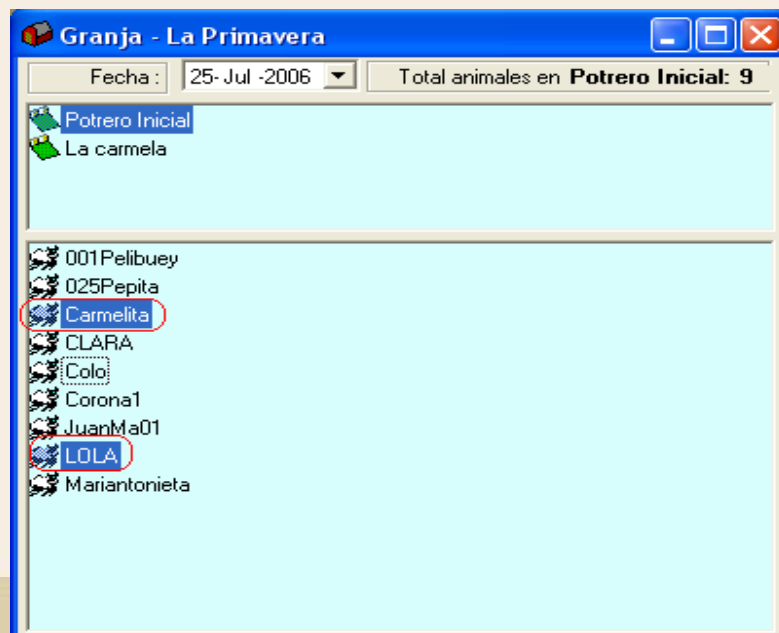 Granja - La Primavera
Fecha : 25- Jul -2006 Total animales en Potrero Inicial: 9
Potrero Inicial
La carmela
001Pelibuey
025Pepita
Carmelita
CLARA
Colo
Corona1
JuanMa01
LOLA
Mariantonieta